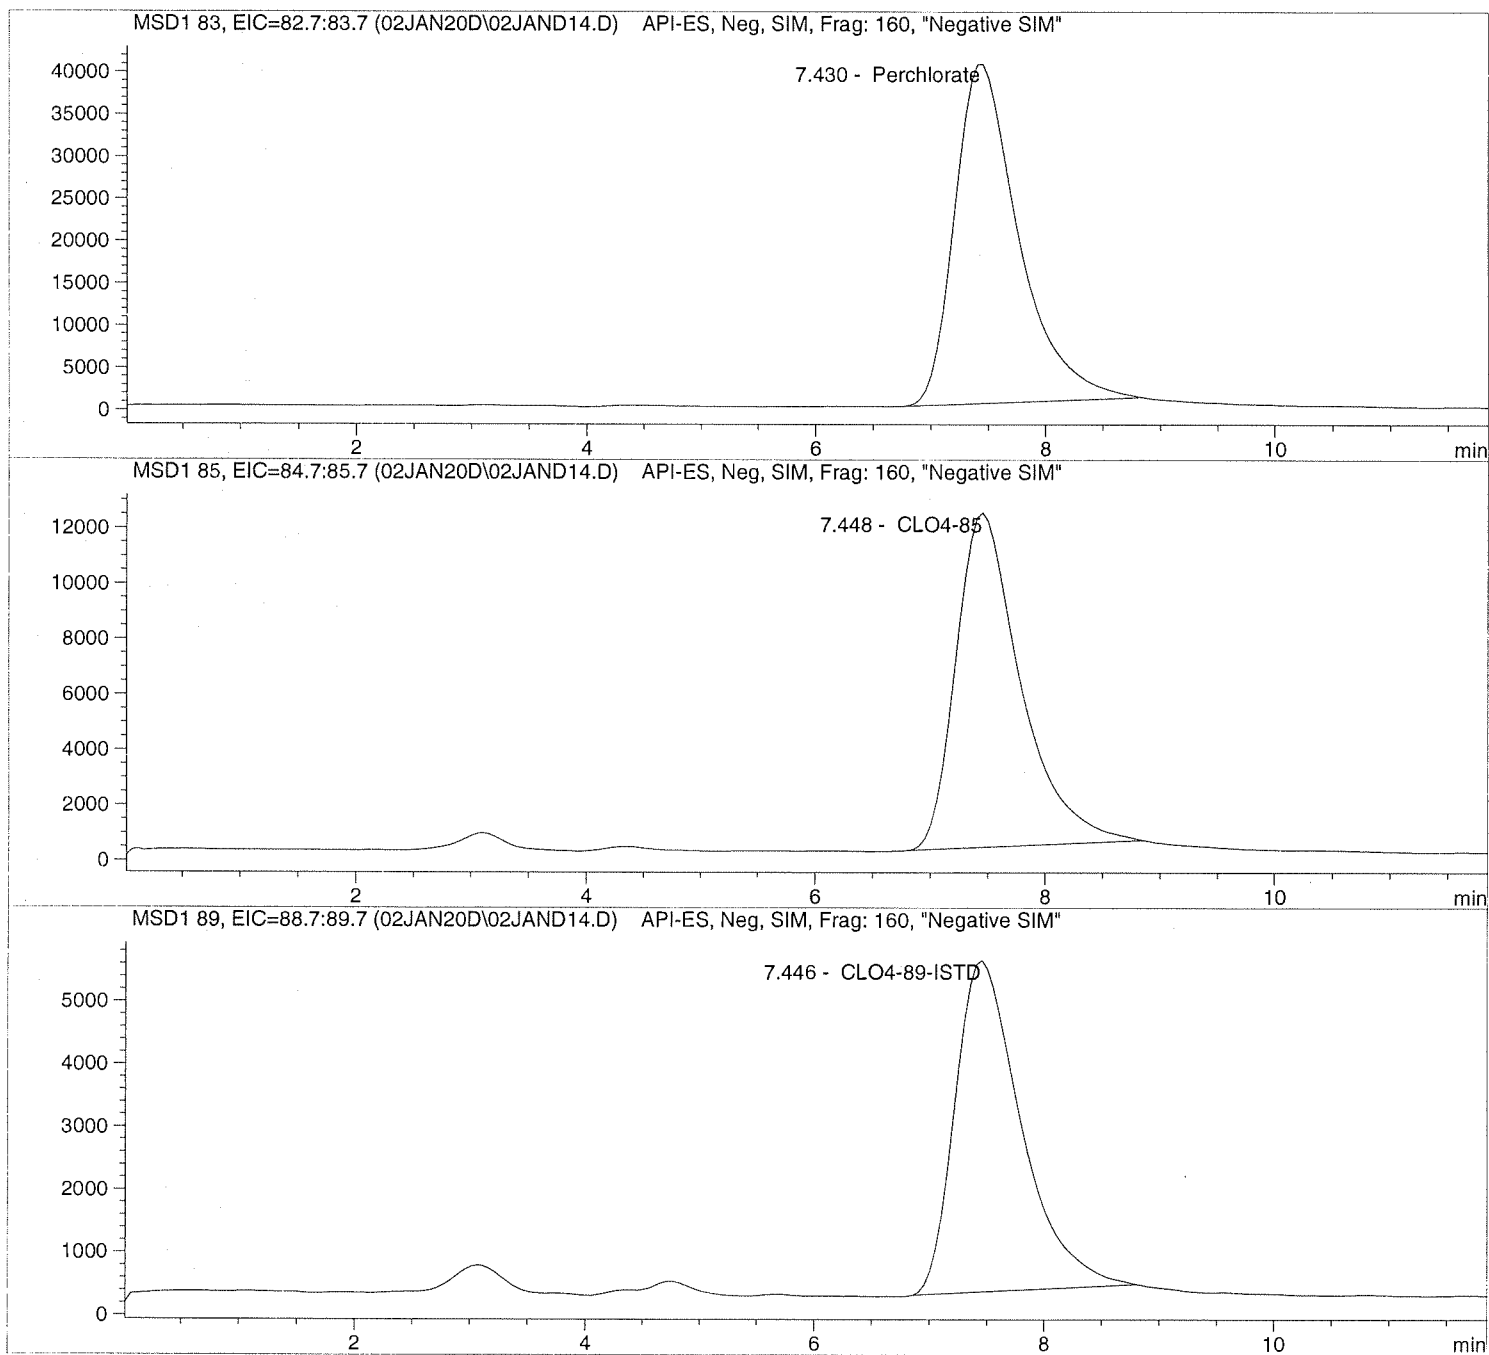 MSD1 83, EIC=82.7:83.7 (02JAN20D\02JAND14.D) API-ES, Neg, SIM, Frag: 160, "Negative SIM"
7.430 - Perchlorate
40000
35000
30000
25000
20000
15000
10000
5000
0
2 4 6 8 10 min
MSD1 85, EIC=84.7:85.7 (02JAN20D\02JAND14.D) API-ES, Neg, SIM, Frag: 160, "Negative SIM"
7.448 - CLO4-85
12000
10000
8000
6000
4000
2000
0
2 4 6 8 10 min
MSD1 89, EIC=88.7:89.7 (02JAN20D\02JAND14.D) API-ES, Neg, SIM, Frag: 160, "Negative SIM"
7.446 - CLO4-89-ISTD
5000
4000
3000
2000
1000
0
2 4 6 8 10 min